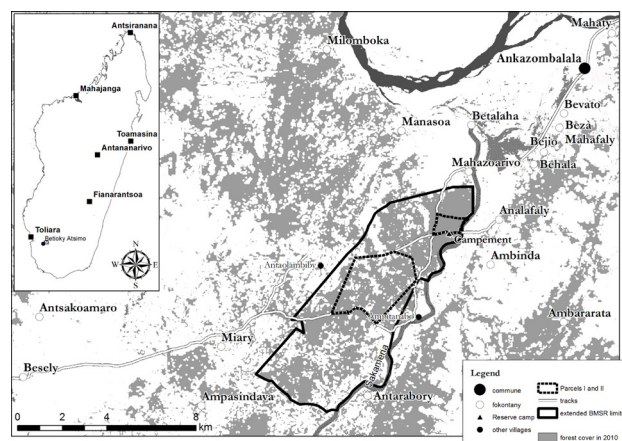 Antsiranana
Mahajanga
Toamasina
Antananarivo
Fianarantsoa
Toliara
Betioky Atsimo
N
W
E
S
Mahaty
Milomboka
Ankazombalala
Bevato
Betalaha
Manasoa
Beza
Mahafaly
Bejio
Mahazoarivo
Behala
Analafaly
Campement
Ambinda
Antaolambiby
Antsakoamaro
Ambararata
Miary
Besely
Sakamena
Ampasindava
Antarabory
0 2 4 6 8
km
Legend
commune
fokontany
Reserve camp
other villages
Parcels I and II
tracks
extended BMSR limit
forest cover in 2010